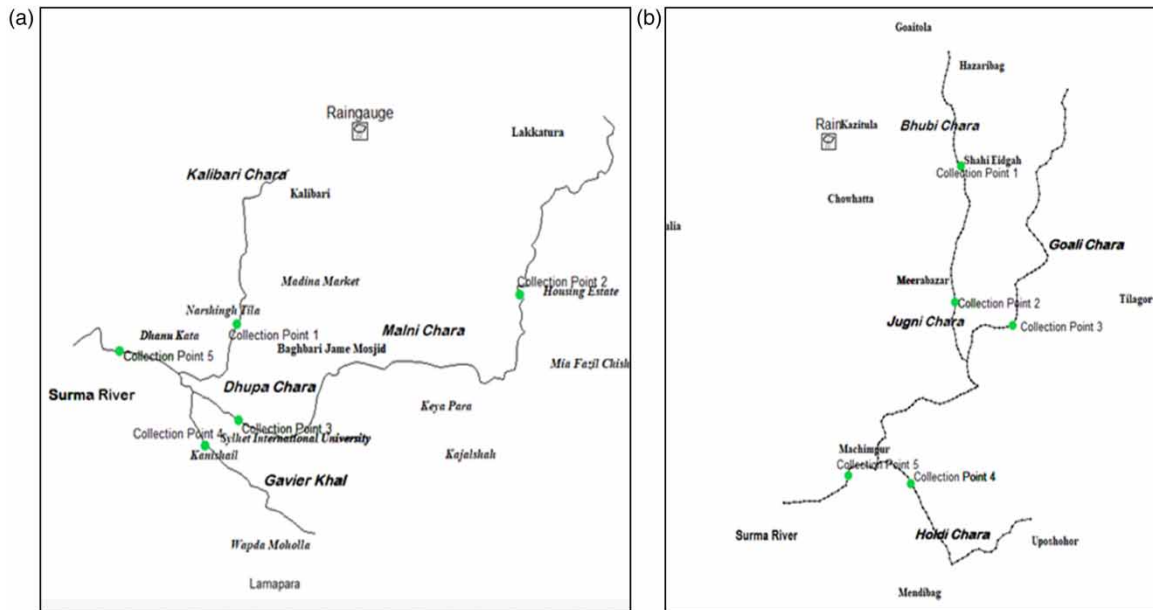 (a)
Raingauge
Lakkatura
Kalibari Chara
Kalibari
Madina Market
Collection Point 2
Housing Estate
Narshingh Tila
Collection Point 1
Malni Chara
Dhanu Kata
Baghbari Jame Mosjid
Collection Point 5
Mia Fazil Chish
Dhupa Chara
Surma River
Keya Para
Collection Point 3
Collection Point 4
Sylhet International University
Kanishail
Kajalshah
Gavier Khal
Wapda Moholla
Lamapara
(b)
Goaitola
Hazaribag
Rain
Kazitula
Bhubi Chara
Shahi Eidgah
Collection Point 1
Chowhatta
alia
Goali Chara
Meerabazar
Collection Point 2
Tilagor
Jugni Chara
Collection Point 3
Machimpur
Collection Point 5
Collection Point 4
Surma River
Holdi Chara
Uposhohor
Mendibag